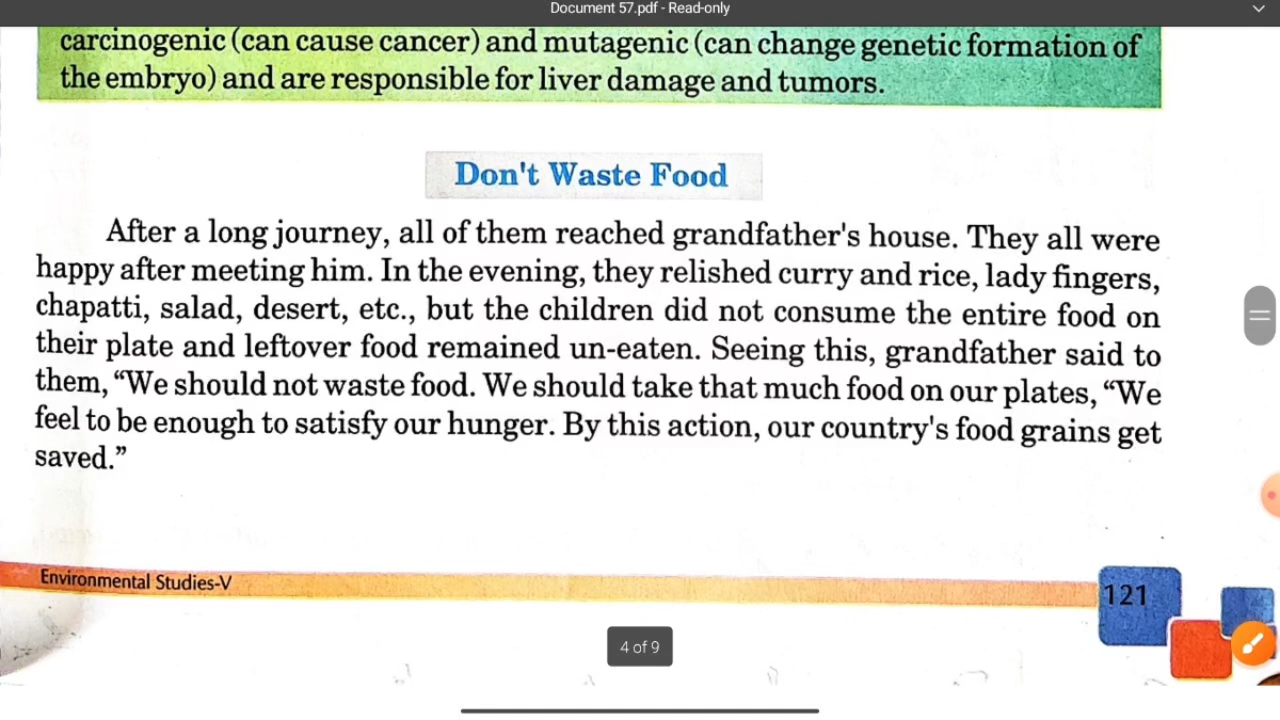 Document 57.pdf - Read-only
carcinogenic (can cause cancer) and mutagenic (can change genetic formation of
the embryo) and are responsible for liver damage and tumors.
Don't Waste Food
After a long journey, all of them reached grandfather's house. They all were
happy after meeting him. In the evening, they relished curry and rice, lady fingers,
chapatti, salad, desert, etc., but the children did not consume the entire food on
their plate and leftover food remained un-eaten. Seeing this, grandfather said to
them, “We should not waste food. We should take that much food on our plates, “We
feel to be enough to satisfy our hunger. By this action, our country's food grains get
saved.”
Environmental Studies-V
121
4 of 9